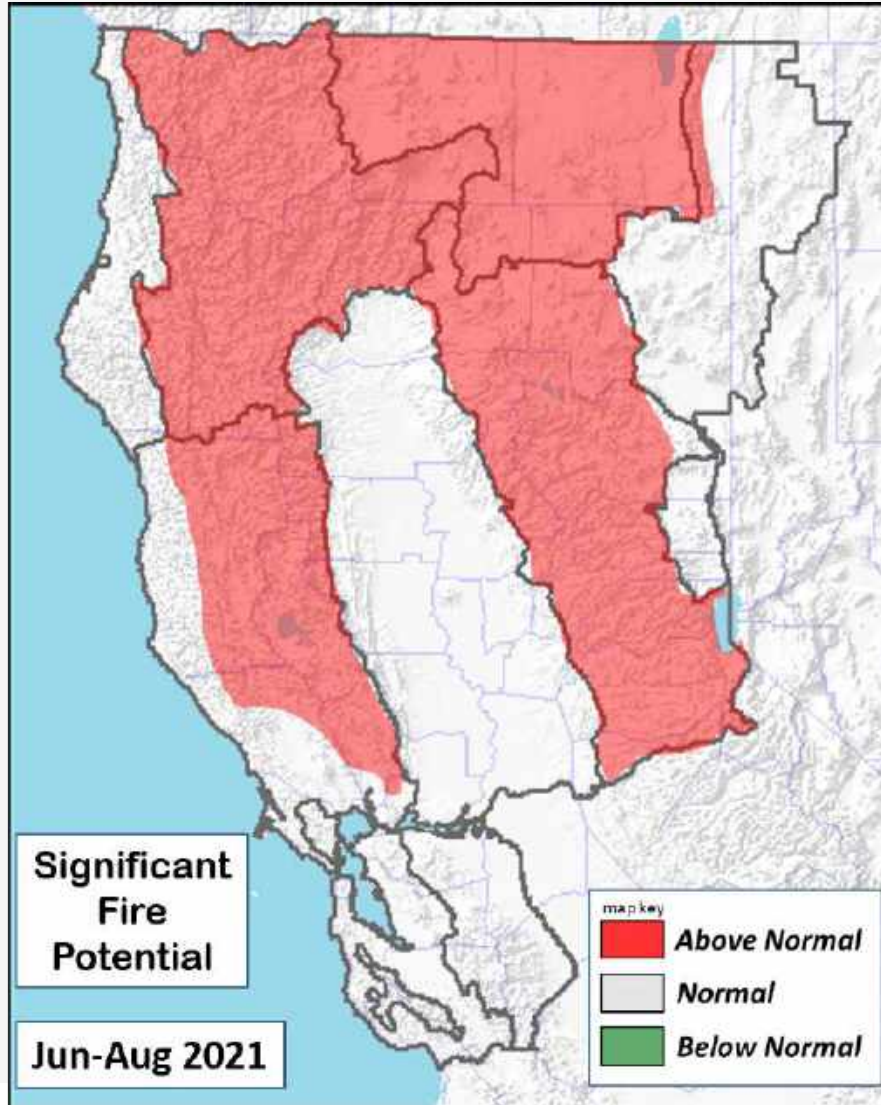 Significant
Fire
Potential
Jun-Aug 2021
map key
Above Normal
Normal
Below Normal